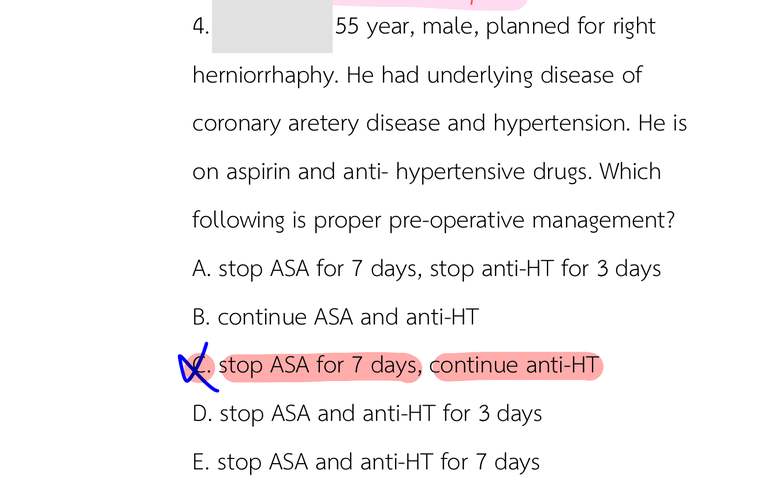 4. 55 year, male, planned for right
herniorrhaphy. He had underlying disease of
coronary aretery disease and hypertension. He is
on aspirin and anti- hypertensive drugs. Which
following is proper pre-operative management?
A. stop ASA for 7 days, stop anti-HT for 3 days
B. continue ASA and anti-HT
C. stop ASA for 7 days, continue anti-HT
D. stop ASA and anti-HT for 3 days
E. stop ASA and anti-HT for 7 days